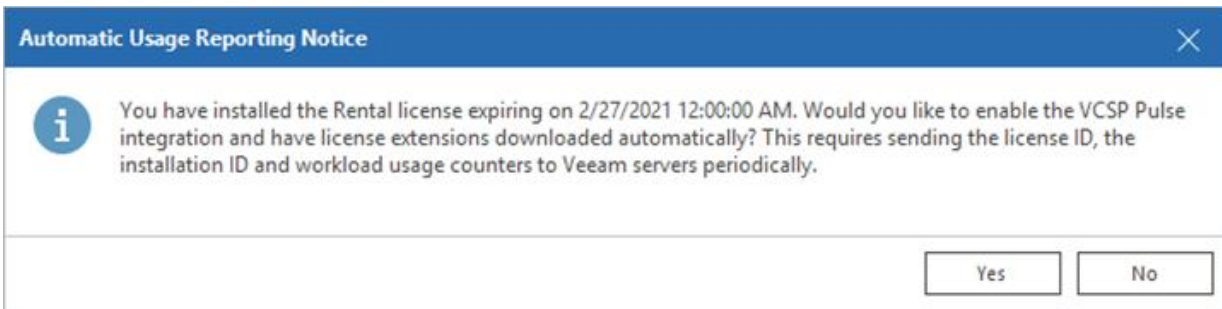 Automatic Usage Reporting Notice
You have installed the Rental license expiring on 2/27/2021 12:00:00 AM. Would you like to enable the VCSP Pulse
integration and have license extensions downloaded automatically? This requires sending the license ID, the
installation ID and workload usage counters to Veeam servers periodically.
Yes No